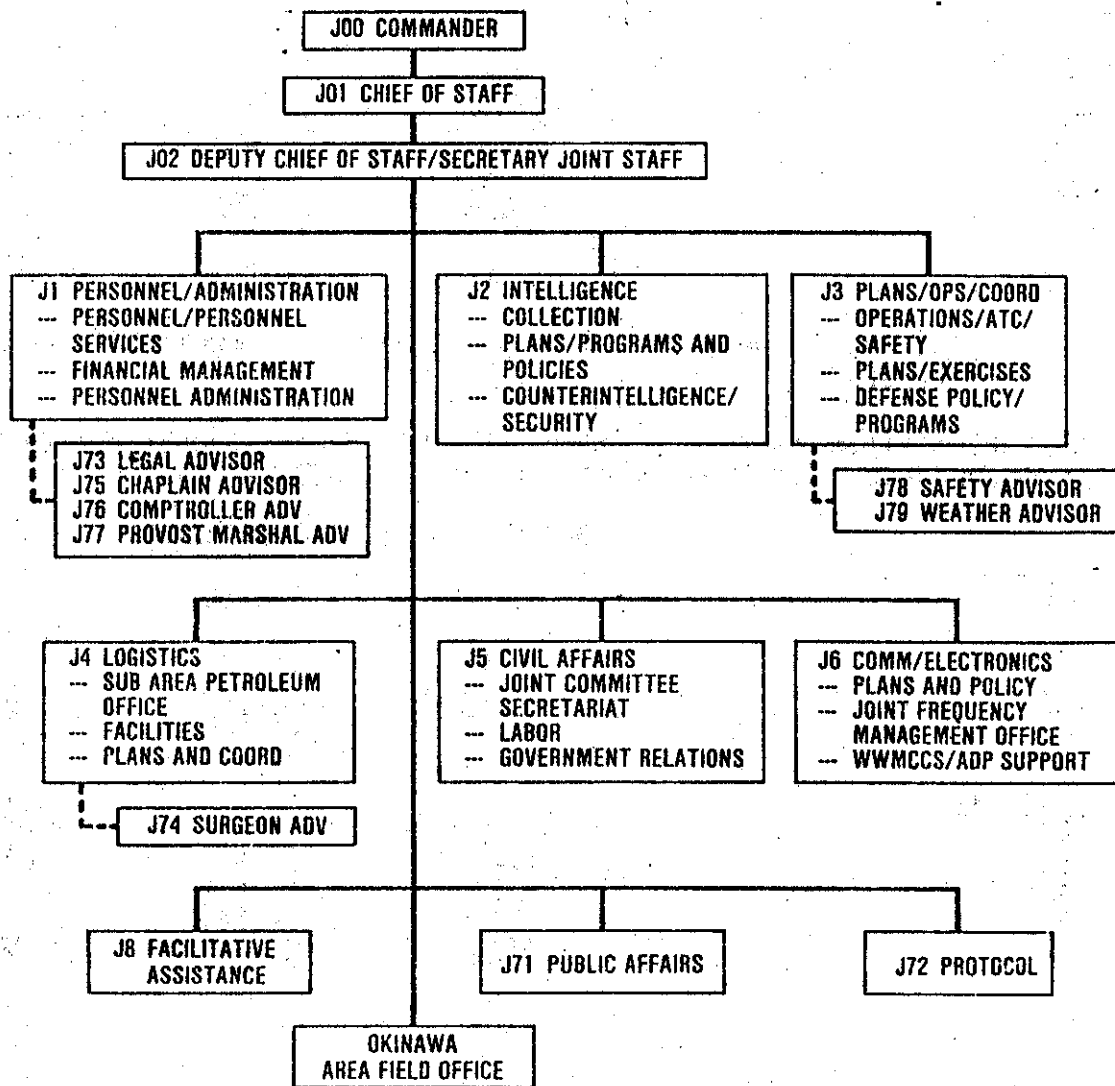 J00 COMMANDER
J01 CHIEF OF STAFF
J02 DEPUTY CHIEF OF STAFF/SECRETARY JOINT STAFF
J1 PERSONNEL/ADMINISTRATION
--- PERSONNEL/PERSONNEL
SERVICES
--- FINANCIAL MANAGEMENT
--- PERSONNEL ADMINISTRATION
J73 LEGAL ADVISOR
J75 CHAPLAIN ADVISOR
J76 COMPTROLLER ADV
J77 PROVOST MARSHAL ADV
J2 INTELLIGENCE
--- COLLECTION
--- PLANS/PROGRAMS AND
POLICIES
--- COUNTERINTELLIGENCE/
SECURITY
J3 PLANS/OPS/COORD
--- OPERATIONS/ATC/
SAFETY
--- PLANS/EXERCISES
--- DEFENSE POLICY/
PROGRAMS
J78 SAFETY ADVISOR
J79 WEATHER ADVISOR
J4 LOGISTICS
--- SUB AREA PETROLEUM
OFFICE
--- FACILITIES
--- PLANS AND COORD
J74 SURGEON ADV
J5 CIVIL AFFAIRS
--- JOINT COMMITTEE
SECRETARIAT
--- LABOR
--- GOVERNMENT RELATIONS
J6 COMM/ELECTRONICS
--- PLANS AND POLICY
--- JOINT FREQUENCY
MANAGEMENT OFFICE
--- WWMCCS/ADP SUPPORT
J8 FACILITATIVE
ASSISTANCE
J71 PUBLIC AFFAIRS
J72 PROTOCOL
OKINAWA
AREA FIELD OFFICE